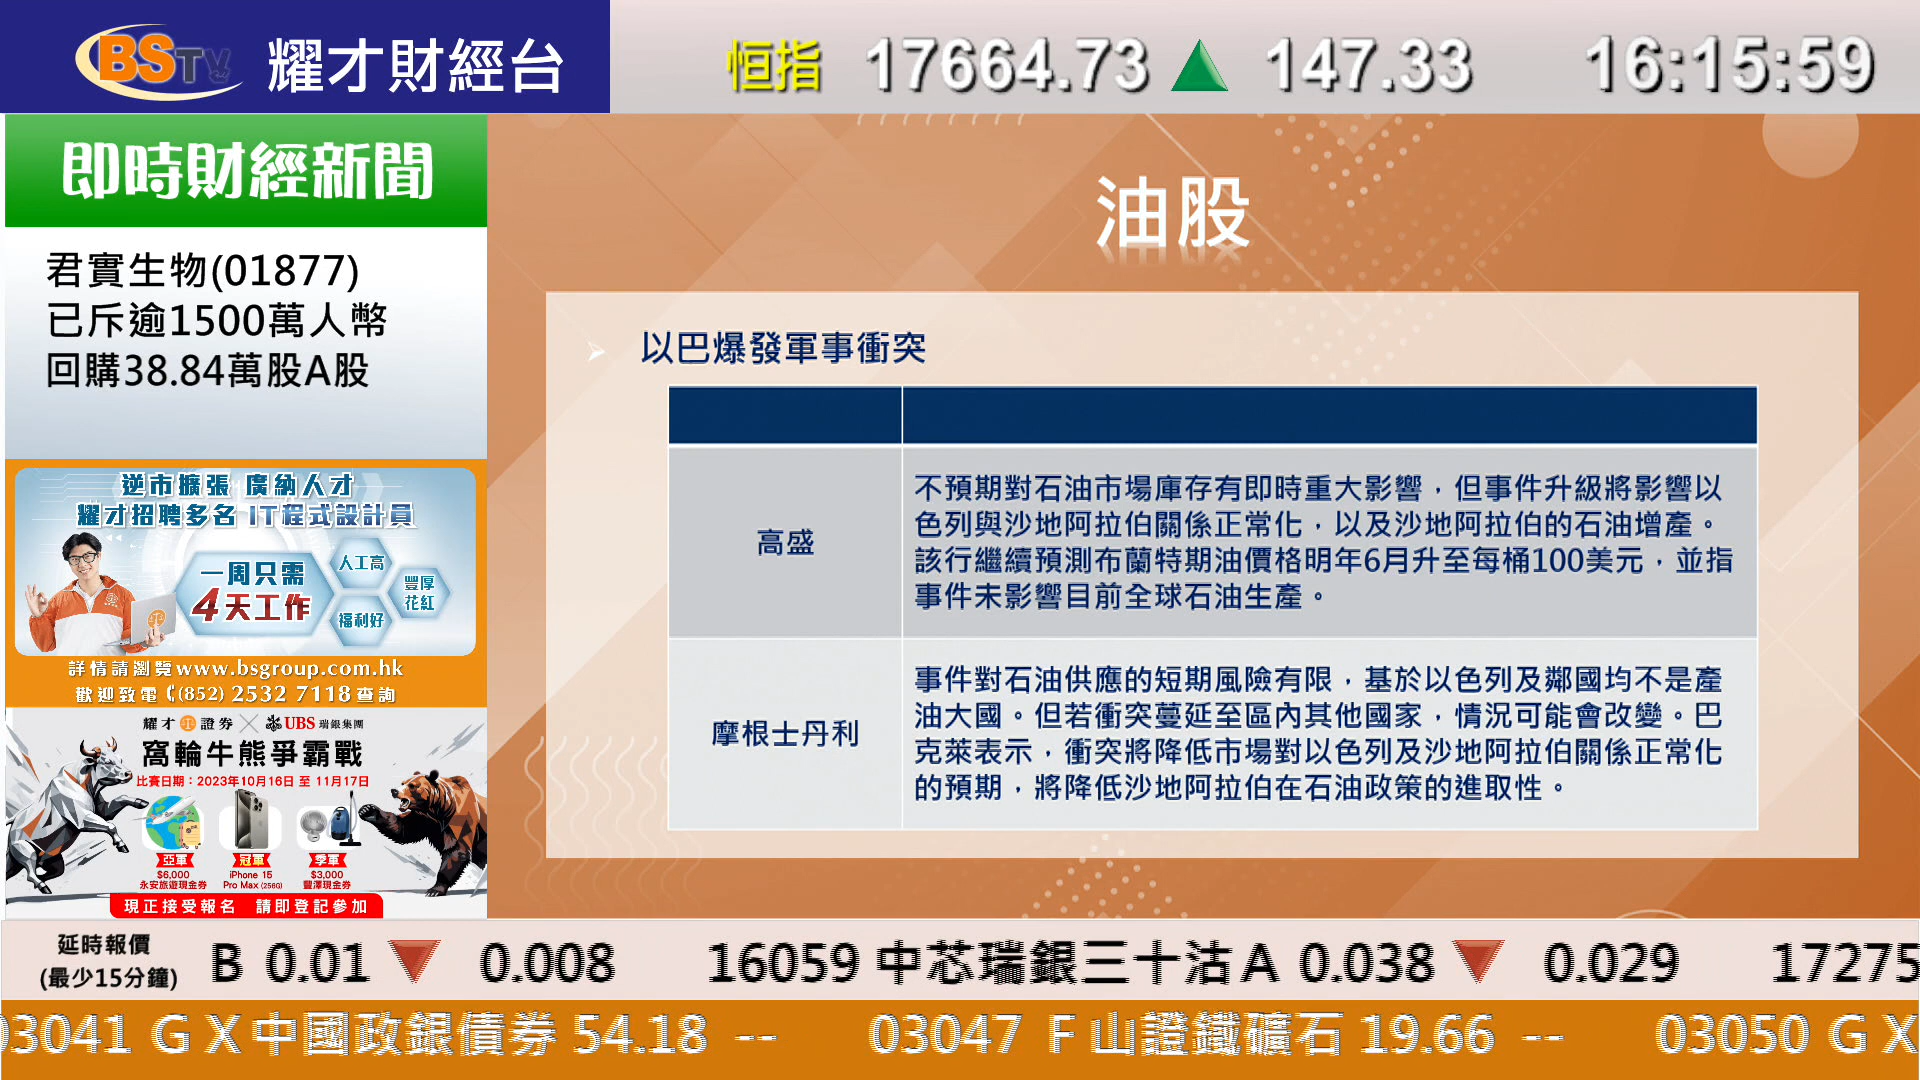 BSTV 耀才財經台
恒指 17664.73 ▲ 147.33 16:15:59
即時財經新聞
君實生物(01877)
已斥逾1500萬人幣
回購38.84萬股A股
逆市擴張 廣納人才
耀才招聘多名 IT程式設計員
一周只需
4天工作
人工高
豐厚
花紅
福利好
詳情請瀏覽www.bsgroup.com.hk
歡迎致電 (852) 2532 7118 查詢
耀才證券 × UBS 瑞銀集團
窩輪牛熊爭霸戰
比賽日期：2023年10月16日 至 11月17日
亞軍
$6,000
永安旅遊現金券
冠軍
iPhone 15
Pro Max (256G)
季軍
$3,000
豐澤現金券
現正接受報名 請即登記參加
油股
以巴爆發軍事衝突
高盛
不預期對石油市場庫存有即時重大影響，但事件升級將影響以
色列與沙地阿拉伯關係正常化，以及沙地阿拉伯的石油增產。
該行繼續預測布蘭特期油價格明年6月升至每桶100美元，並指
事件未影響目前全球石油生產。
摩根士丹利
事件對石油供應的短期風險有限，基於以色列及鄰國均不是產
油大國。但若衝突蔓延至區內其他國家，情況可能會改變。巴
克萊表示，衝突將降低市場對以色列及沙地阿拉伯關係正常化
的預期，將降低沙地阿拉伯在石油政策的進取性。
延時報價
(最少15分鐘)
B 0.01 ▼ 0.008 16059 中芯瑞銀三十沽A 0.038 ▼ 0.029 17275
03041 GX中國政銀債券 54.18 -- 03047 F山證鐵礦石 19.66 -- 03050 GX